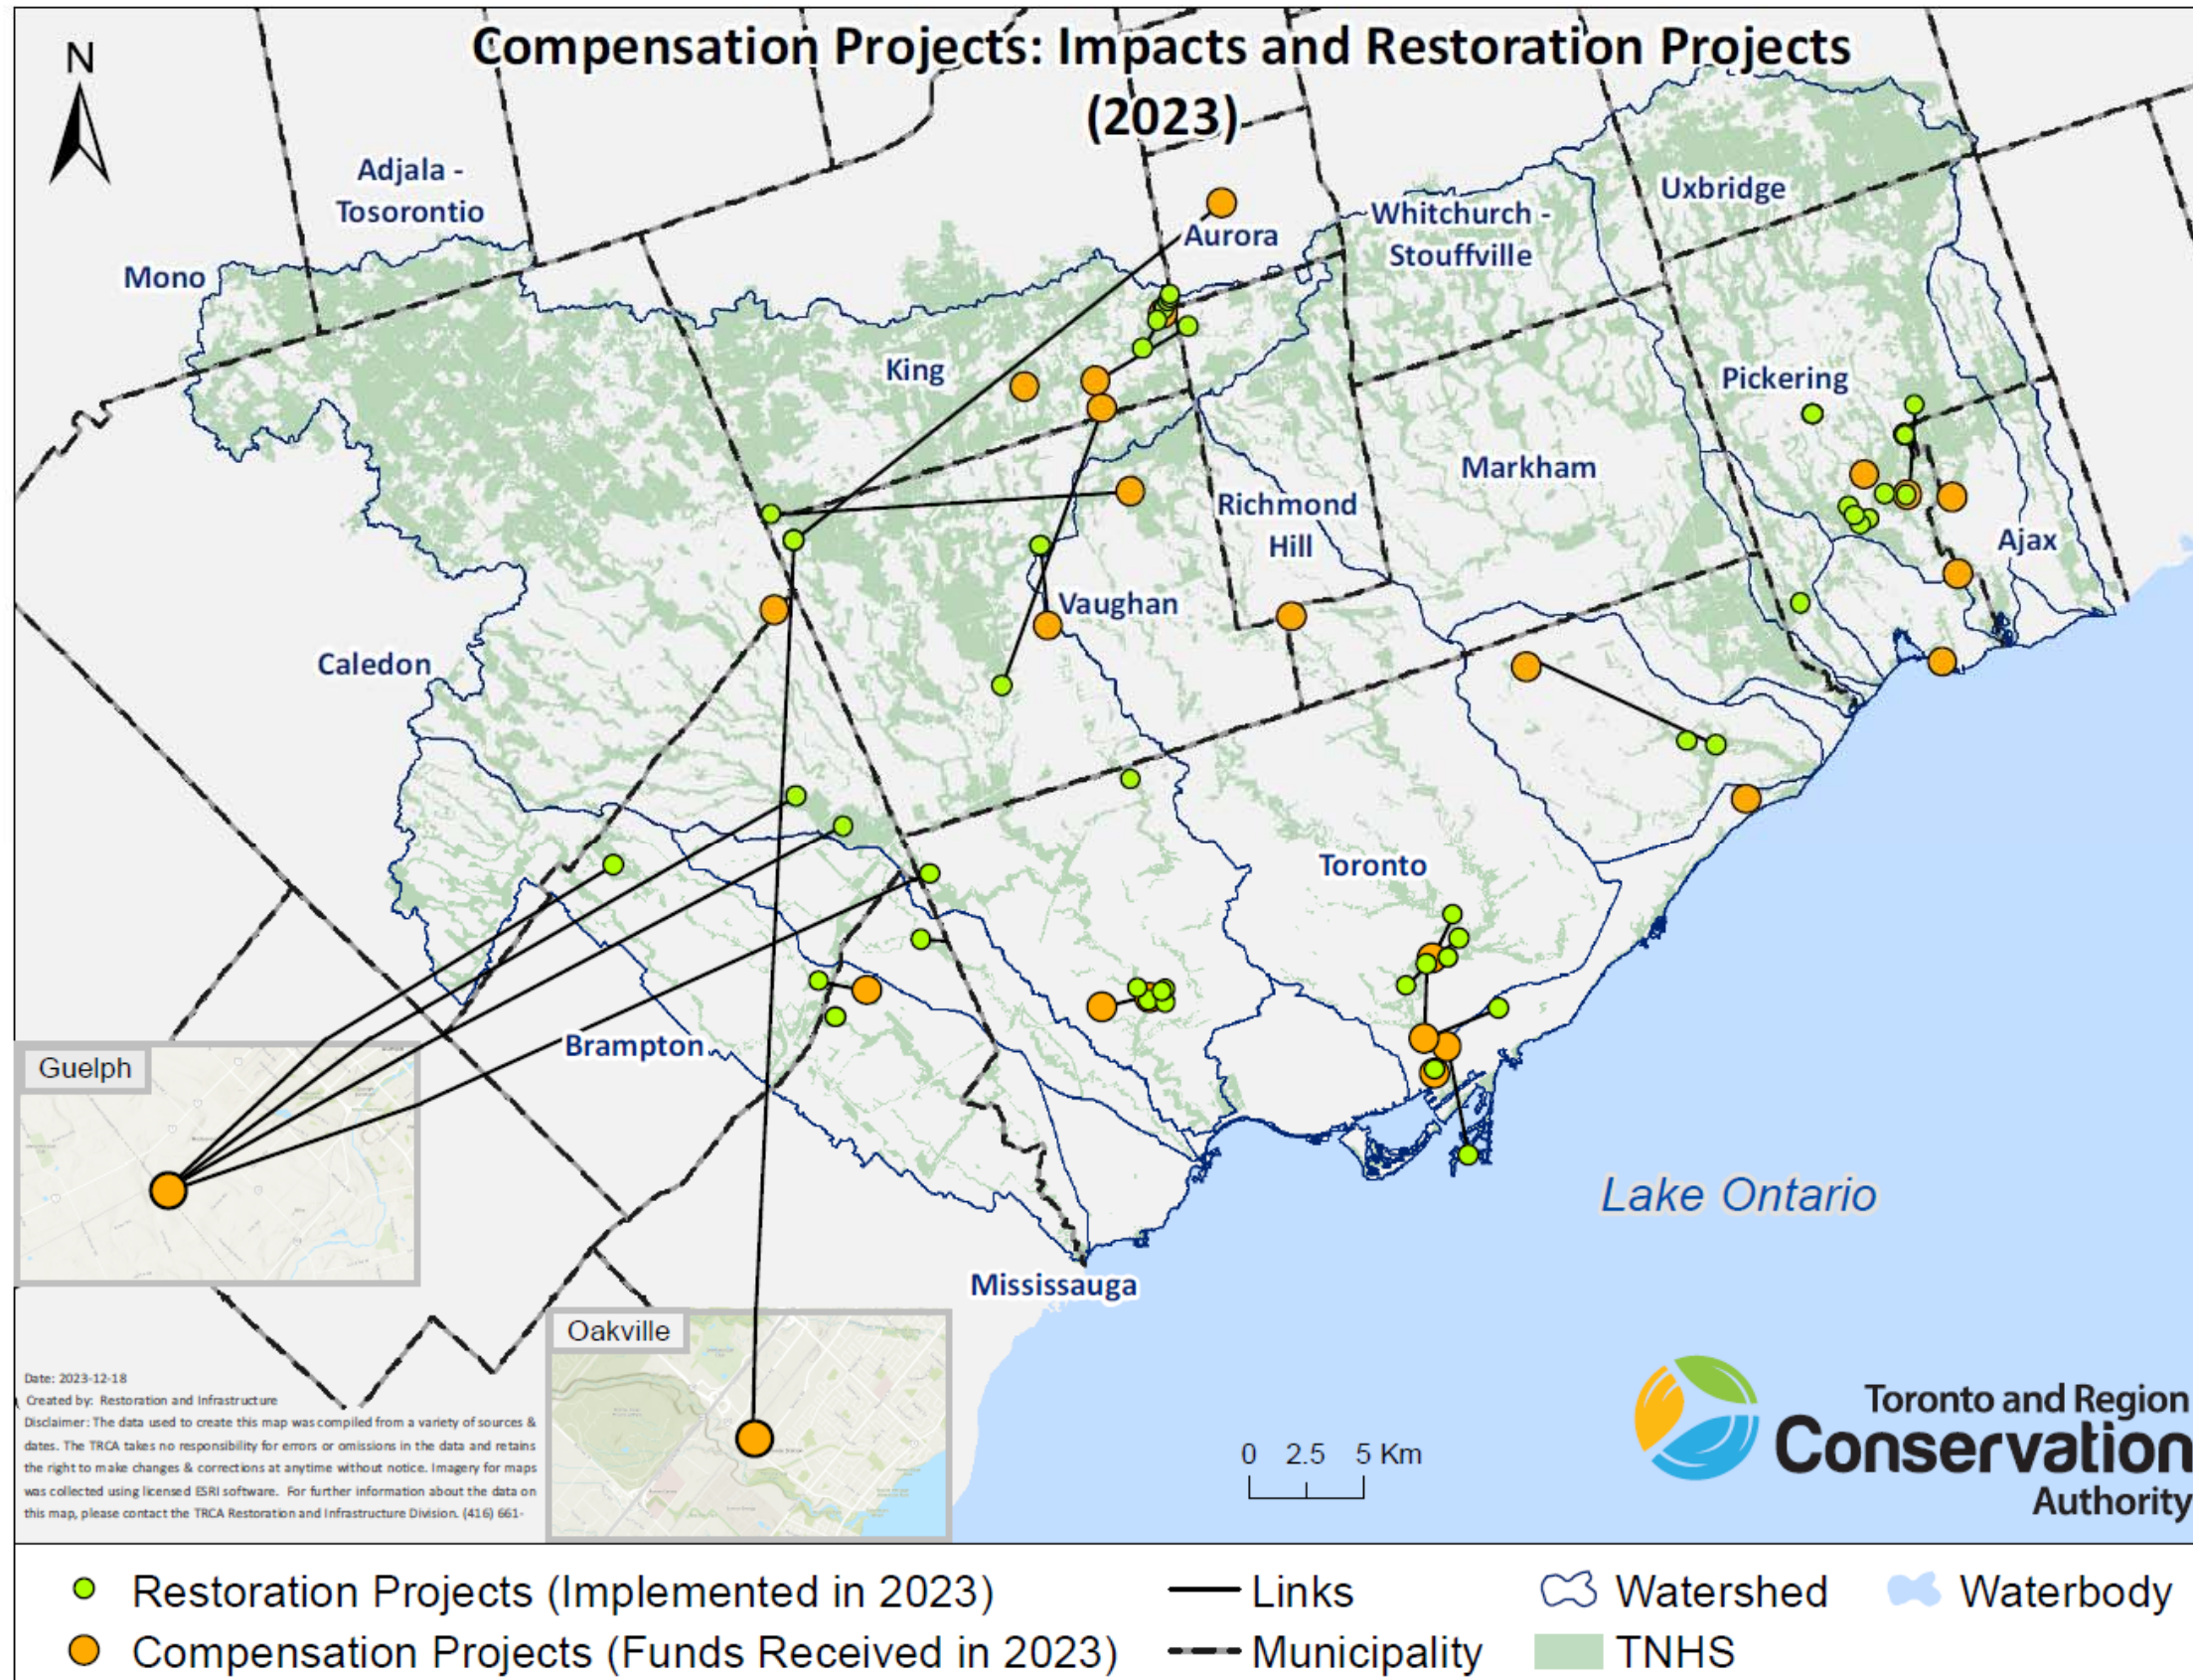 Compensation Projects: Impacts and Restoration Projects
(2023)
N
Adjala -
Tosorontio
Mono
Aurora
Whitchurch -
Stouffville
Uxbridge
King
Pickering
Markham
Richmond
Hill
Ajax
Vaughan
Caledon
Toronto
Brampton
Guelph
Lake Ontario
Mississauga
Oakville
Date: 2023-12-18
Created by: Restoration and Infrastructure
Disclaimer: The data used to create this map was compiled from a variety of sources &
dates. The TRCA takes no responsibility for errors or omissions in the data and retains
the right to make changes & corrections at anytime without notice. Imagery for maps
was collected using licensed ESRI software. For further information about the data on
this map, please contact the TRCA Restoration and Infrastructure Division. (416) 661-
0 2.5 5 Km
Toronto and Region
Conservation
Authority
Restoration Projects (Implemented in 2023)
Links
Watershed
Waterbody
Compensation Projects (Funds Received in 2023)
Municipality
TNHS